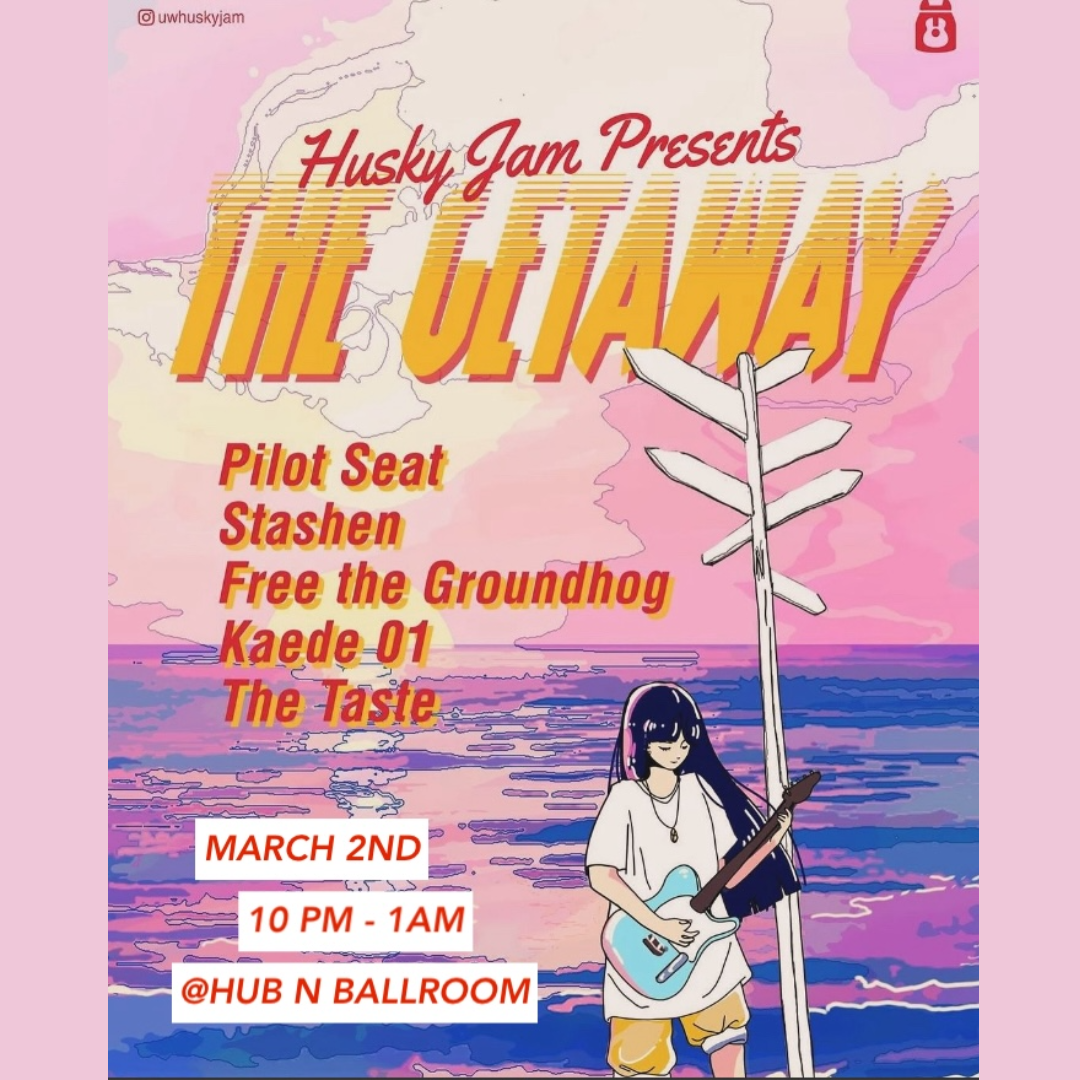 uwhuskyjam
Husky Jam Presents
THE GETAWAY
Pilot Seat
Stashen
Free the Groundhog
Kaede 01
The Taste
MARCH 2ND
10 PM - 1AM
@HUB N BALLROOM